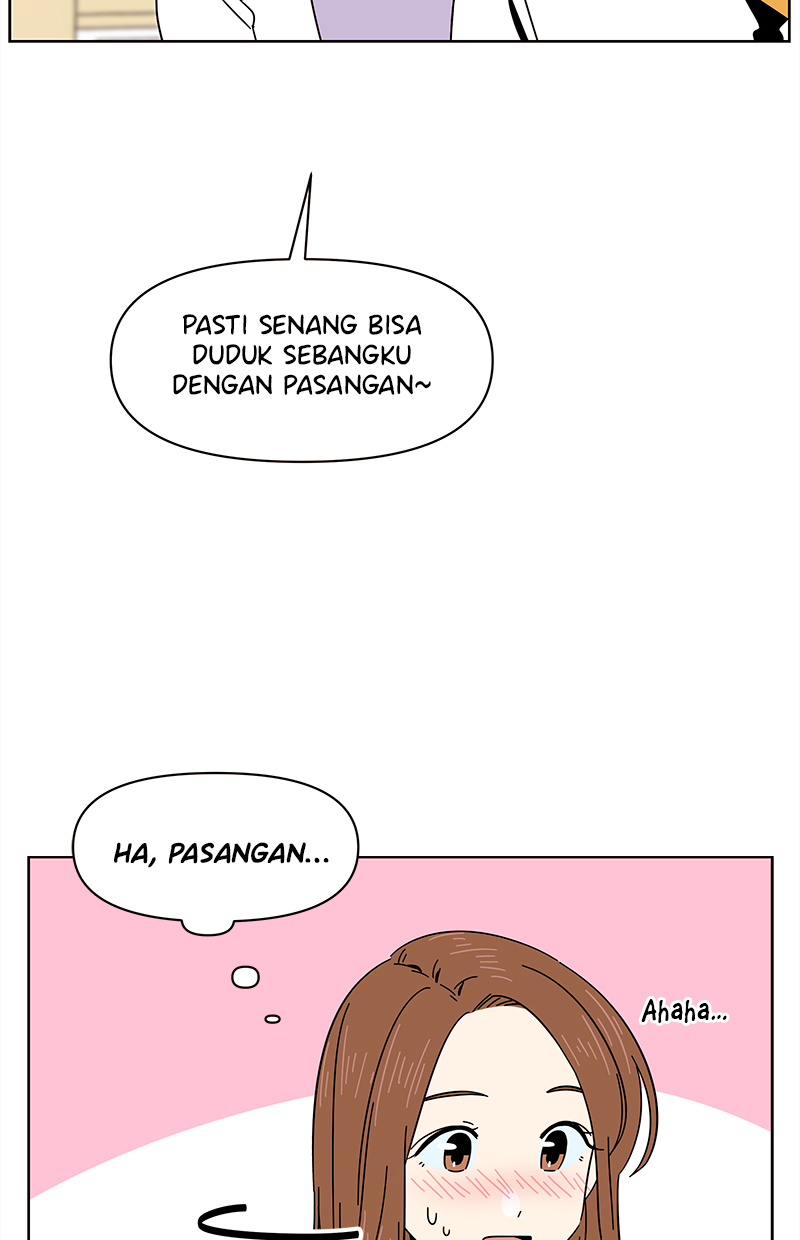 PASTI SENANG BISA
DUDUK SEBANGKU
DENGAN PASANGAN~
HA, PASANGAN...
Ahaha...